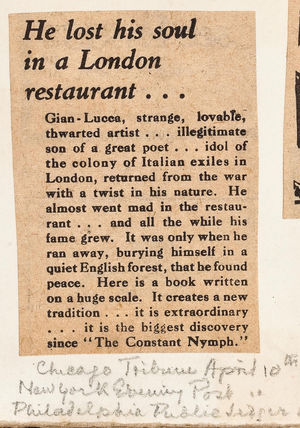 He lost his soul
in a London
restaurant . . .
Gian-Lucca, strange, lovable,
thwarted artist . . . illegitimate
son of a great poet . . . idol of
the colony of Italian exiles in
London, returned from the war
with a twist in his nature. He
almost went mad in the restau-
rant . . . and all the while his
fame grew. It was only when he
ran away, burying himself in a
quiet English forest, that he found
peace. Here is a book written
on a huge scale. It creates a new
tradition . . . it is extraordinary
. . . it is the biggest discovery
since "The Constant Nymph."
Chicago Tribune April 10th
New York Evening Post "
Philadelphia Public Ledger